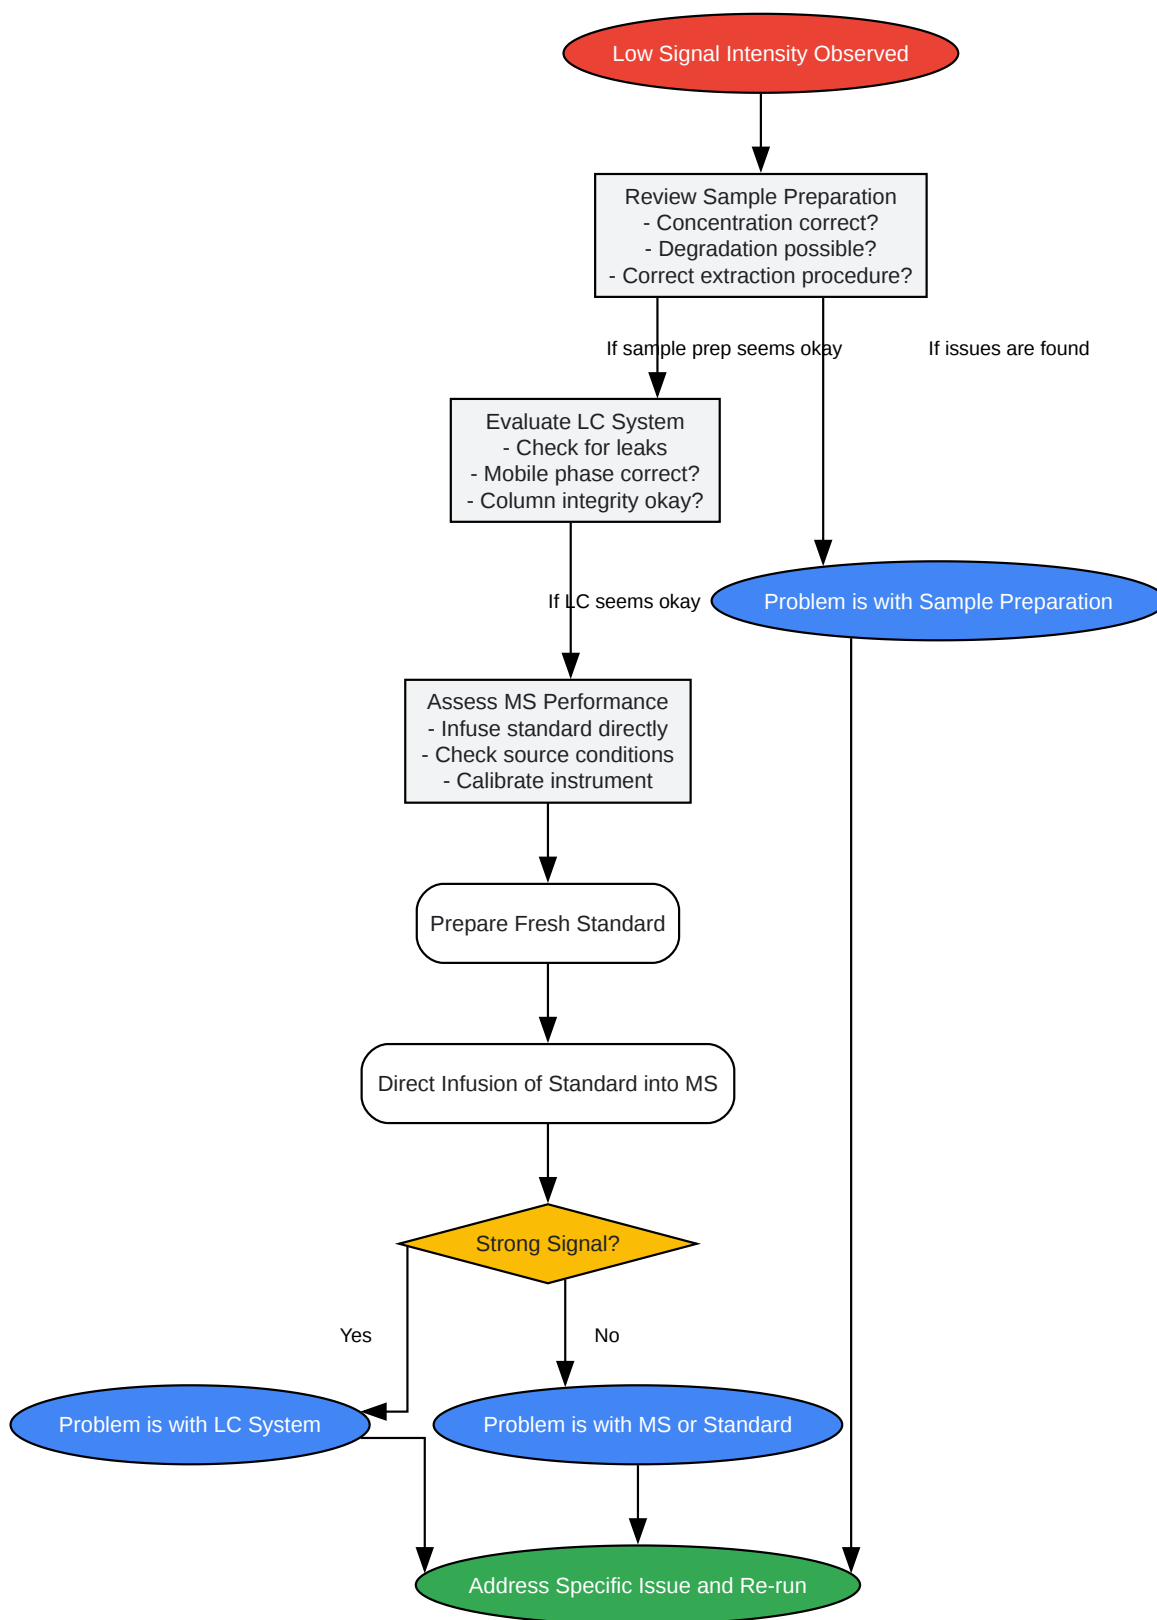 Low Signal Intensity Observed
Review Sample Preparation
- Concentration correct?
- Degradation possible?
- Correct extraction procedure?
If sample prep seems okay
If issues are found
Evaluate LC System
- Check for leaks
- Mobile phase correct?
- Column integrity okay?
If LC seems okay
Problem is with Sample Preparation
Assess MS Performance
- Infuse standard directly
- Check source conditions
- Calibrate instrument
Prepare Fresh Standard
Direct Infusion of Standard into MS
Strong Signal?
Yes
No
Problem is with LC System
Problem is with MS or Standard
Address Specific Issue and Re-run